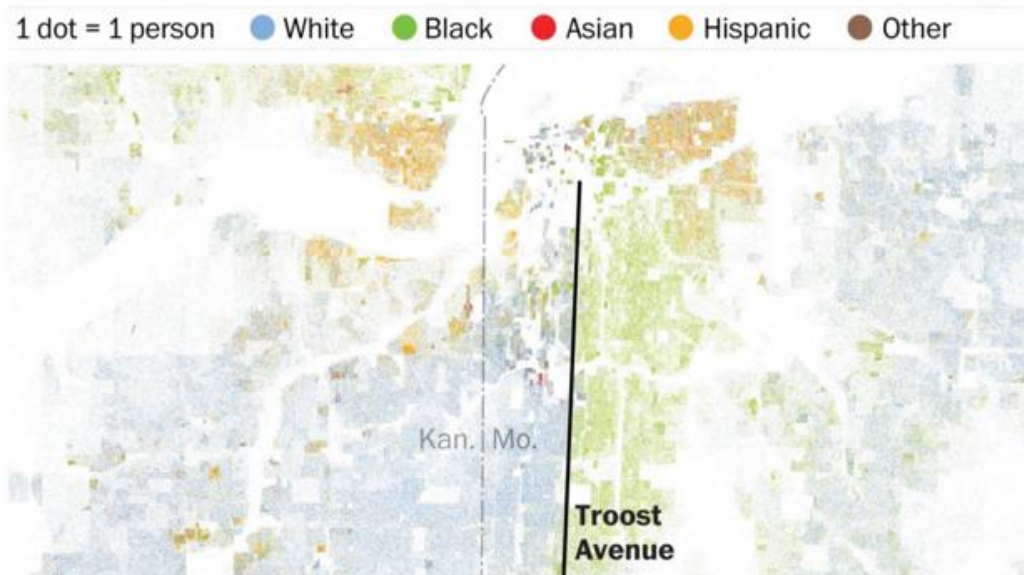 1 dot = 1 person White Black Asian Hispanic Other
Kan. Mo.
Troost
Avenue